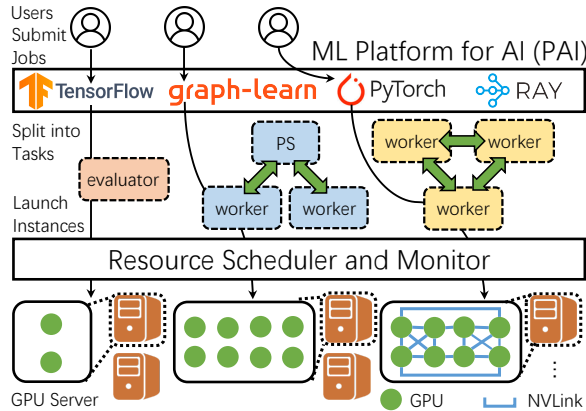 Users
Submit
Jobs
ML Platform for AI (PAI)
TensorFlow
graph-learn
PyTorch
RAY
Split into
Tasks
PS
worker
worker
evaluator
Launch
Instances
worker
worker
worker
Resource Scheduler and Monitor
GPU Server
GPU
NVLink